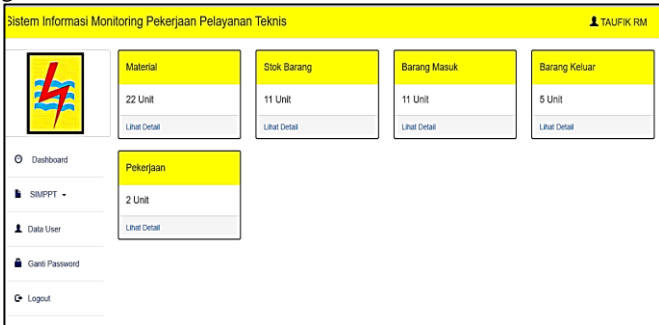 Sistem Informasi Monitoring Pekerjaan Pelayanan Teknis
TAUFIK RM
Material
22 Unit
Lihat Detail
Stok Barang
11 Unit
Lihat Detail
Barang Masuk
11 Unit
Lihat Detail
Barang Keluar
5 Unit
Lihat Detail
Pekerjaan
2 Unit
Lihat Detail
Dashboard
SIMPPT
Data User
Ganti Password
Logout